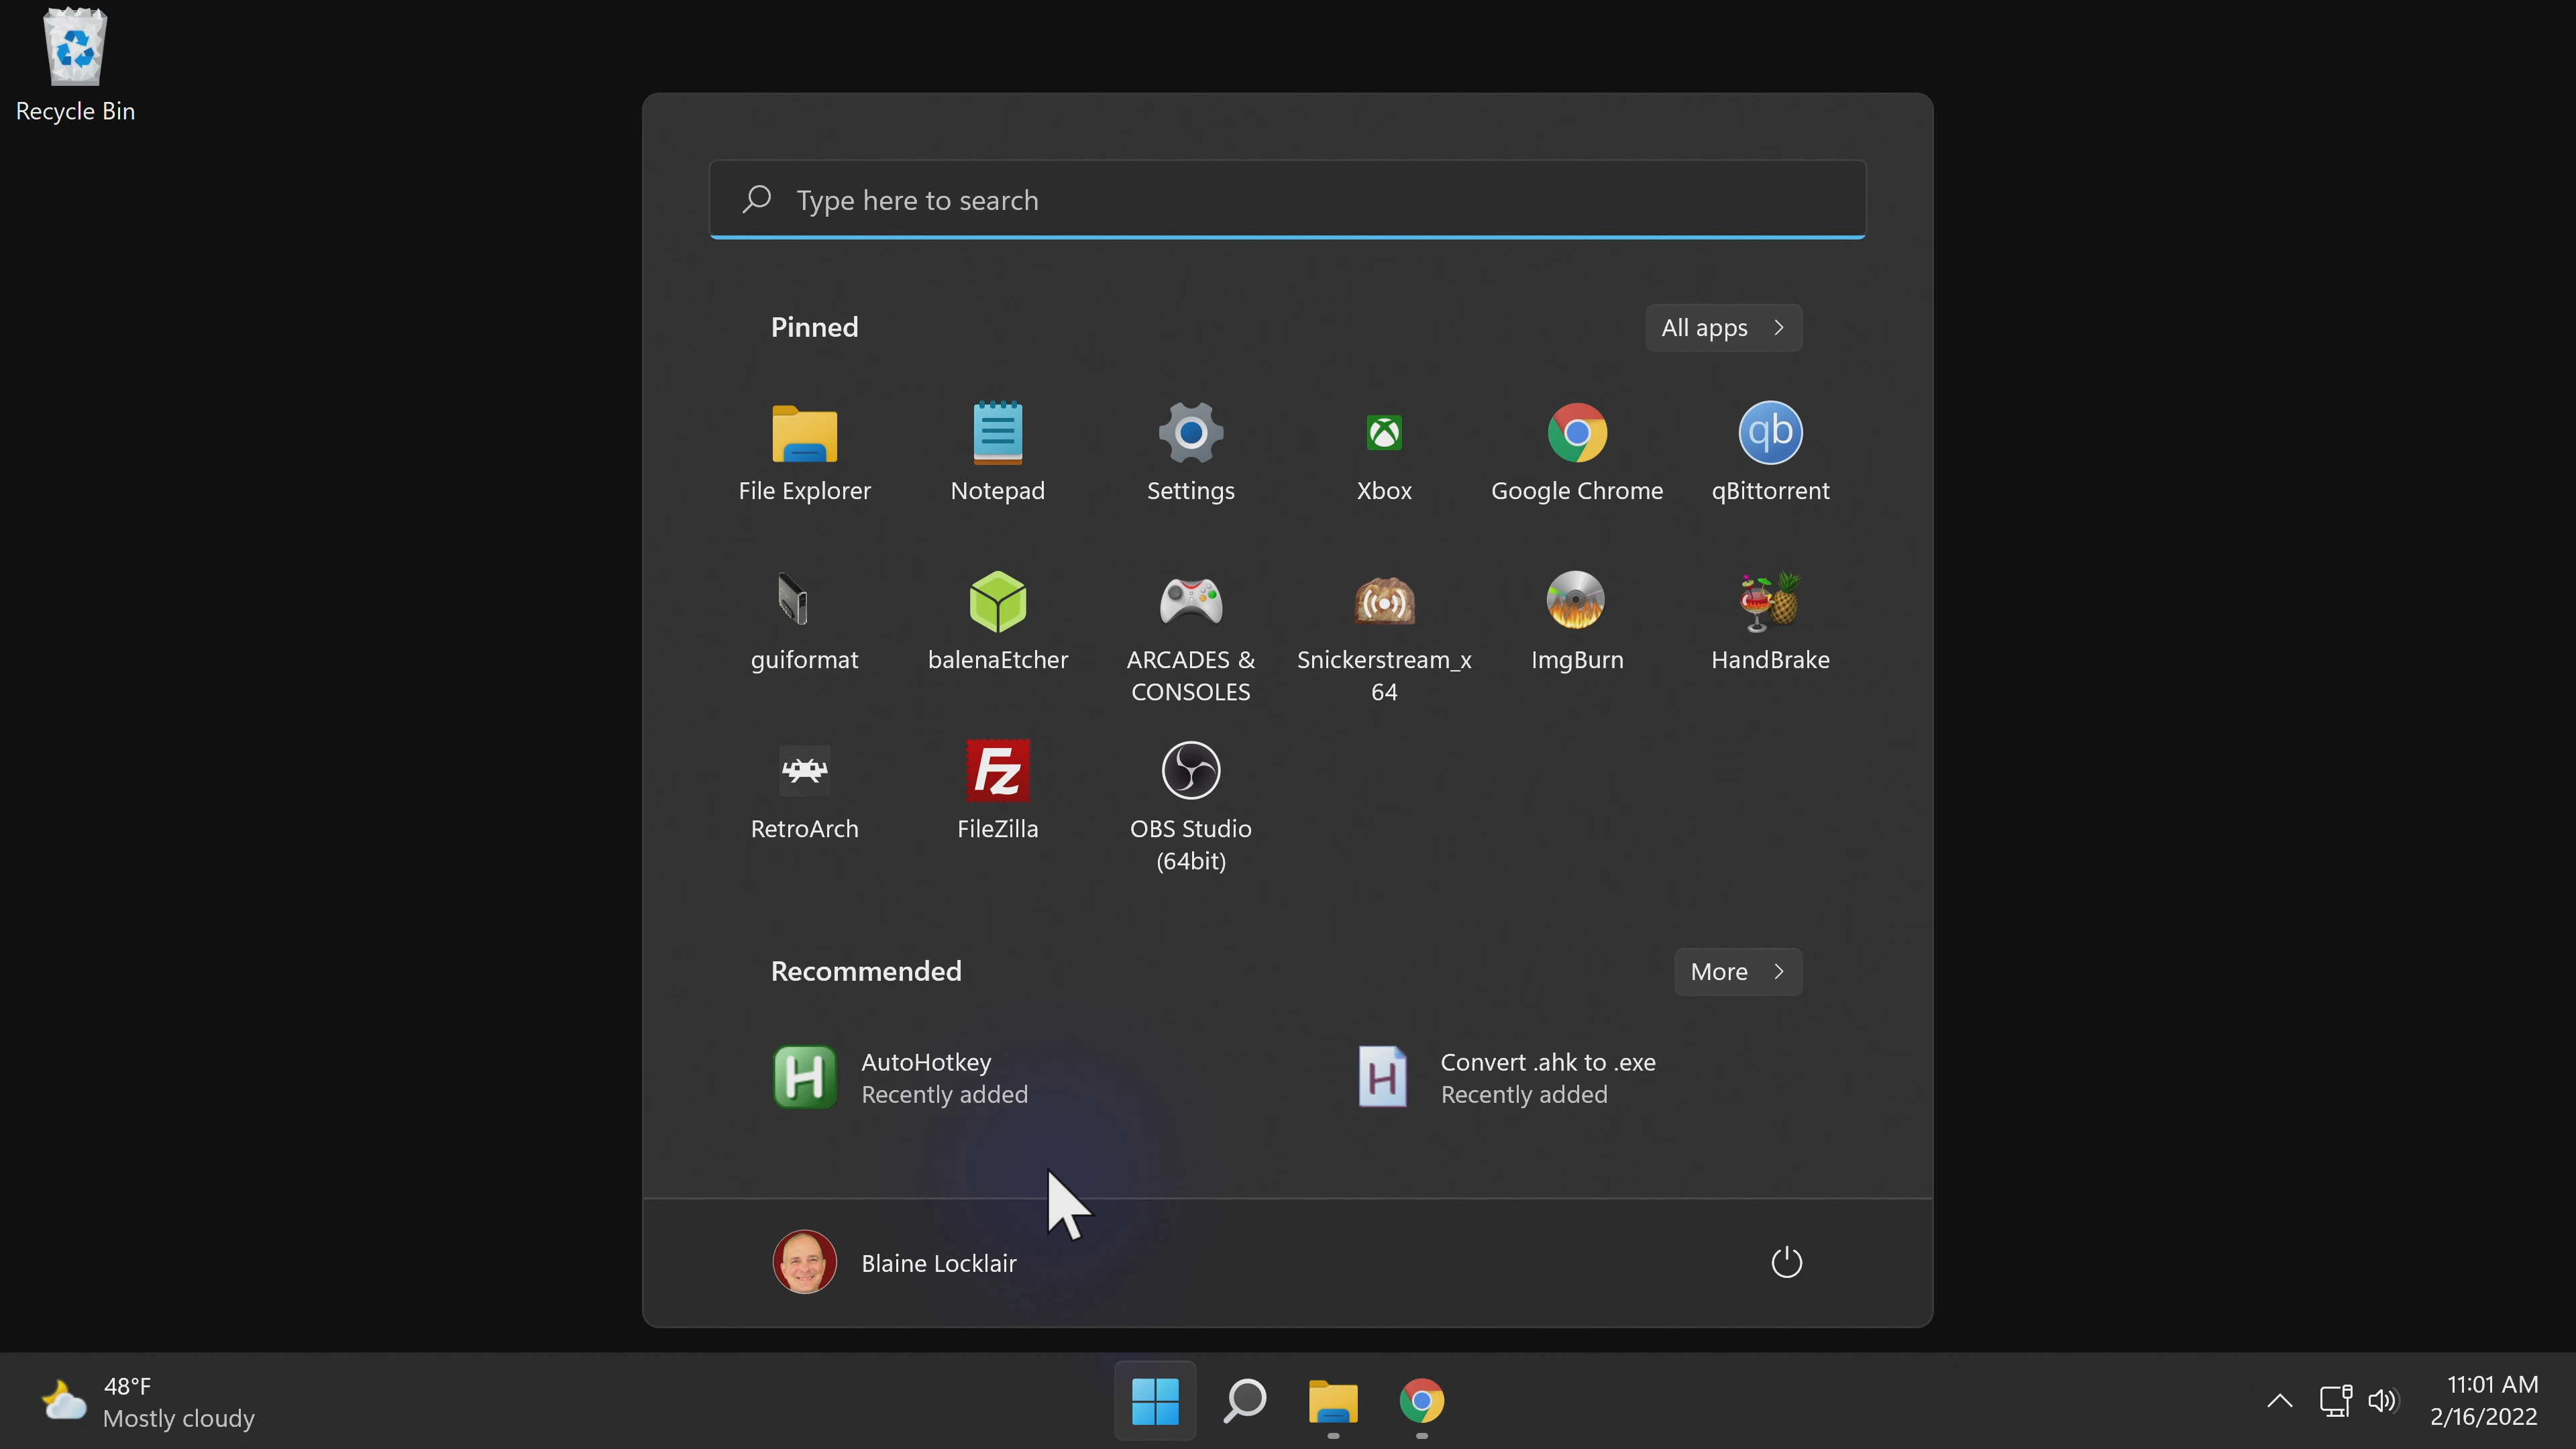 Recycle Bin
Type here to search
Pinned
All apps
File Explorer
Notepad
Settings
Xbox
Google Chrome
qb
qBittorrent
guiformat
balenaEtcher
ARCADES &
CONSOLES
Snickerstream_x
64
ImgBurn
HandBrake
RetroArch
Fz
FileZilla
OBS Studio
(64bit)
Recommended
More
H
AutoHotkey
Recently added
H
Convert .ahk to .exe
Recently added
Blaine Locklair
48°F
Mostly cloudy
11:01 AM
2/16/2022